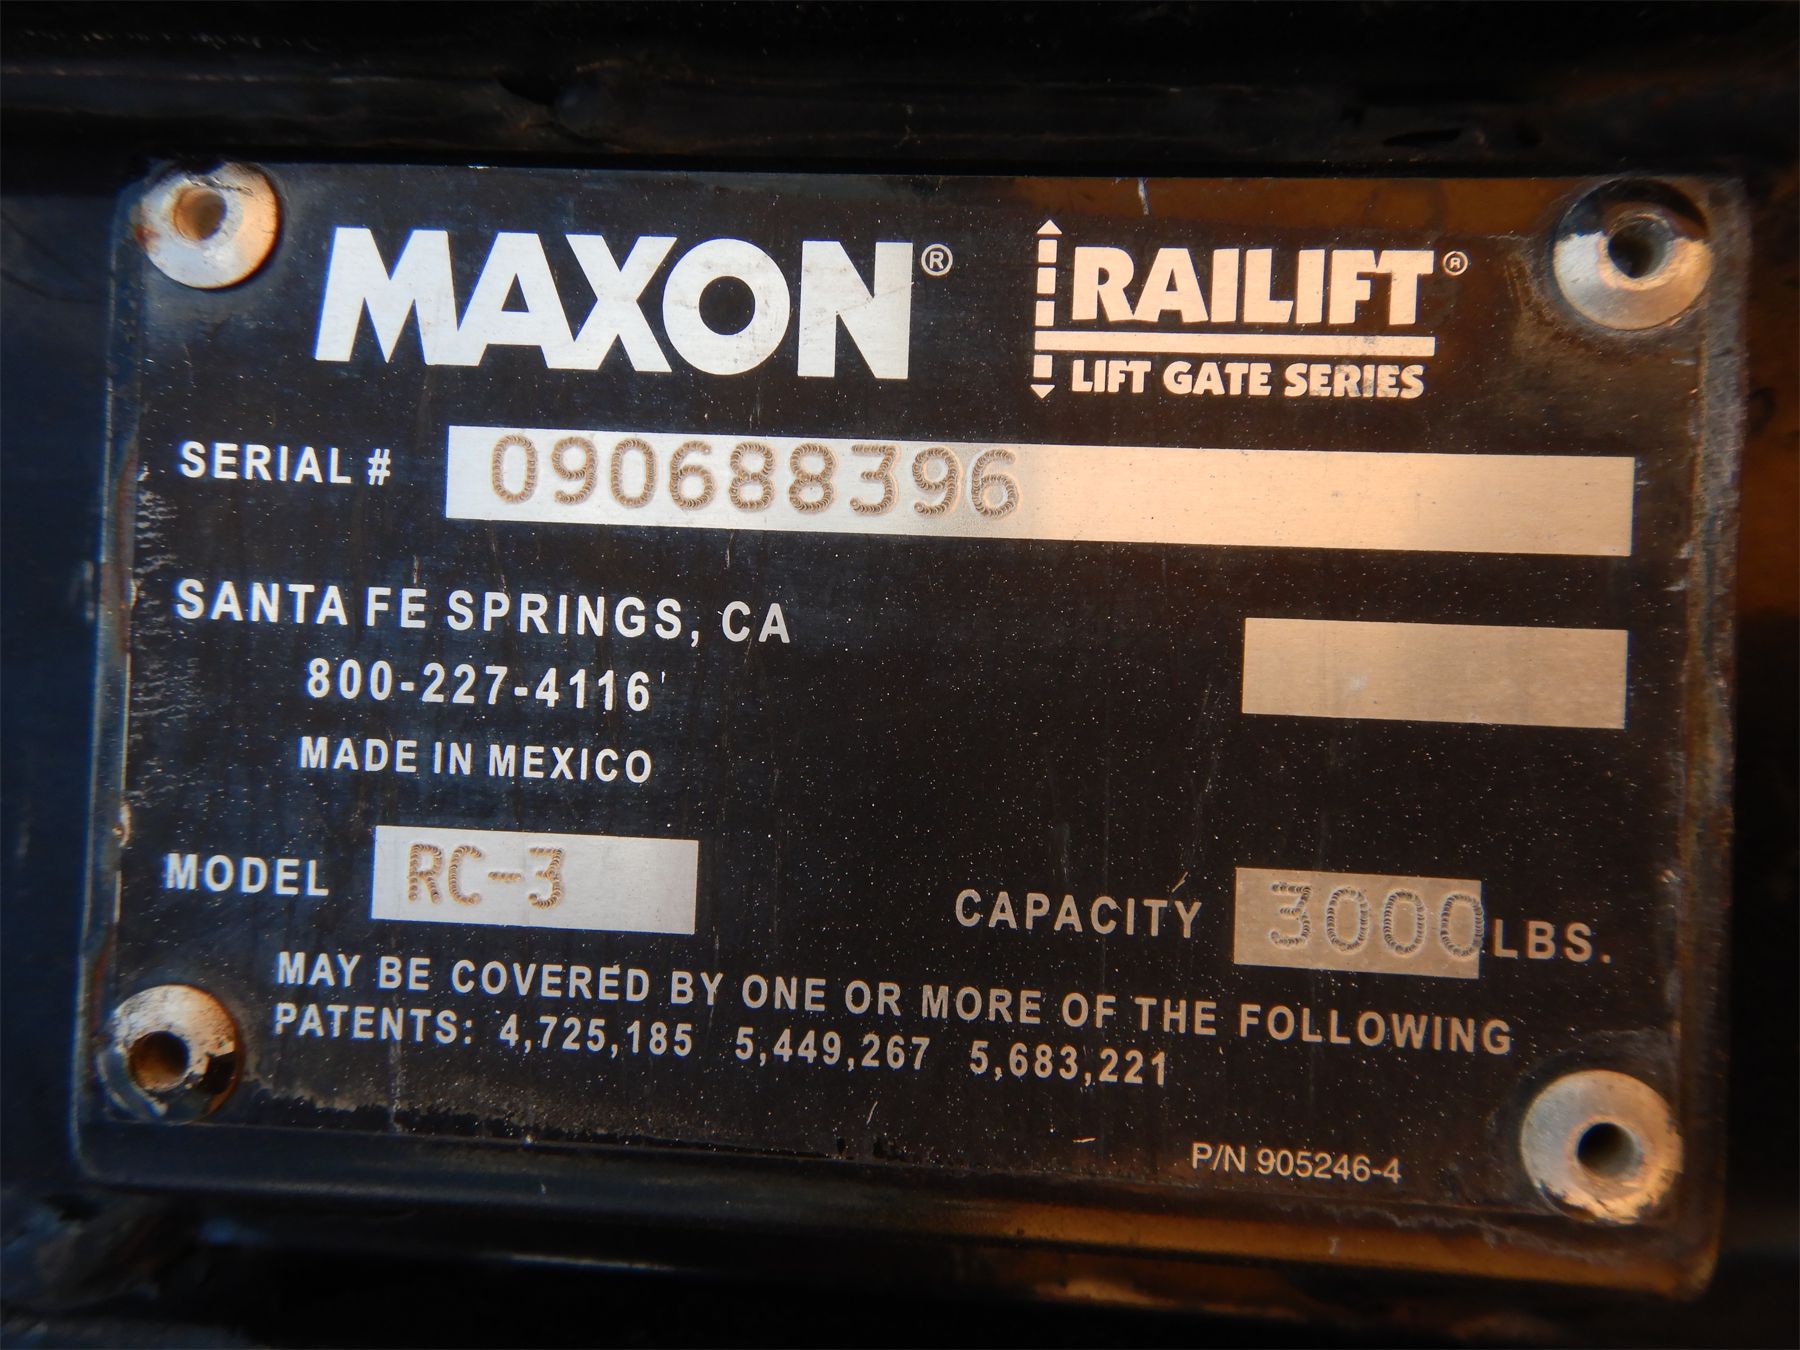 MAXON® RAILIFT®
LIFT GATE SERIES
SERIAL # 090688396
SANTA FE SPRINGS, CA
800-227-4116
MADE IN MEXICO
MODEL RC-3
CAPACITY 3000 LBS.
MAY BE COVERED BY ONE OR MORE OF THE FOLLOWING
PATENTS: 4,725,185 5,449,267 5,683,221
P/N 905246-4